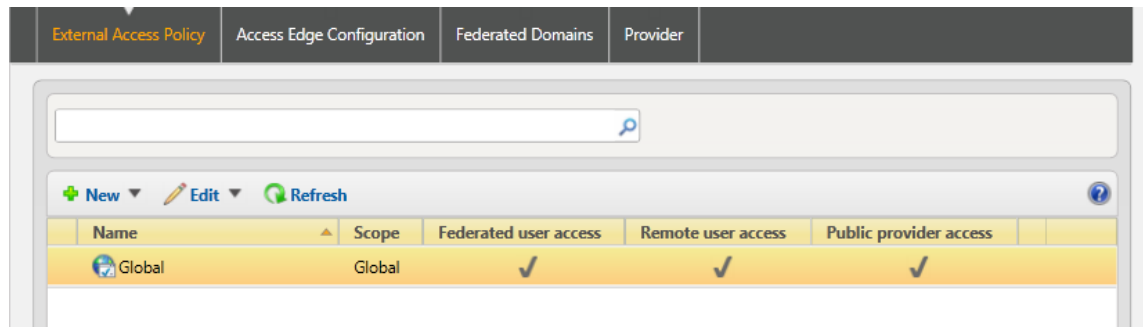 External Access Policy Access Edge Configuration Federated Domains Provider
New Edit Refresh
Name Scope Federated user access Remote user access Public provider access
Global Global